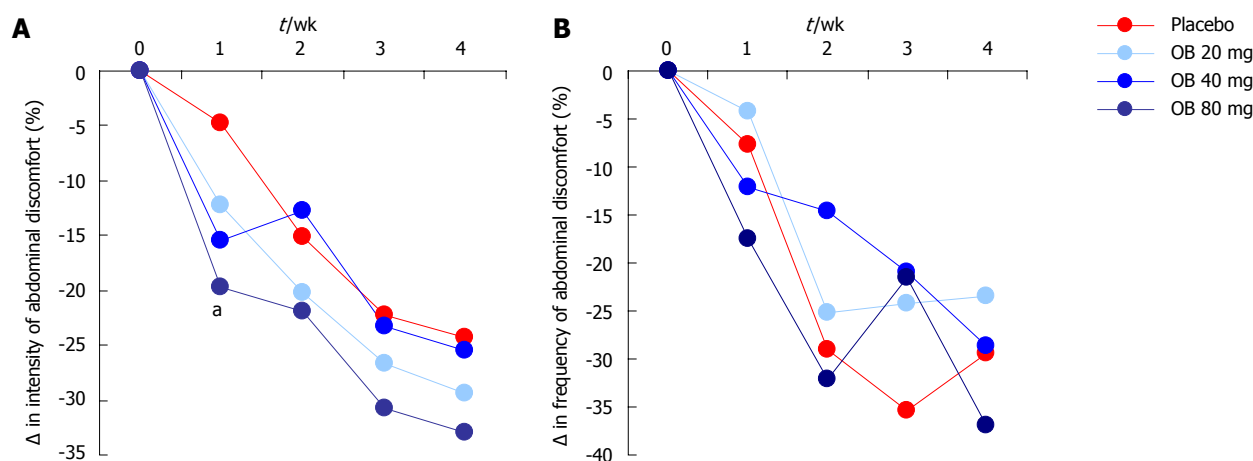 A
t/wk
0 1 2 3 4
0
-5
-10
-15
-20
-25
-30
-35
Δ in intensity of abdominal discomfort (%)
a
B
t/wk
0 1 2 3 4
0
-5
-10
-15
-20
-25
-30
-35
-40
Δ in frequency of abdominal discomfort (%)
Placebo
OB 20 mg
OB 40 mg
OB 80 mg